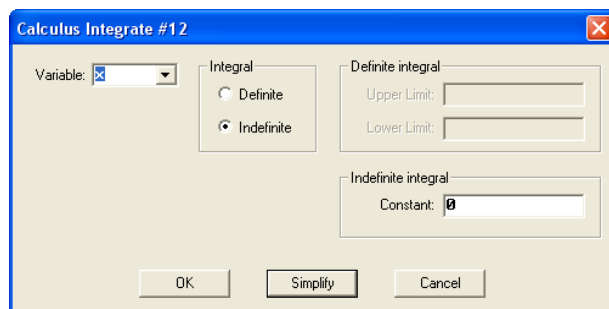 Calculus Integrate #12
Variable: x
Integral
Definite
Indefinite
Definite integral
Upper Limit:
Lower Limit:
Indefinite integral
Constant: 0
OK Simplify Cancel